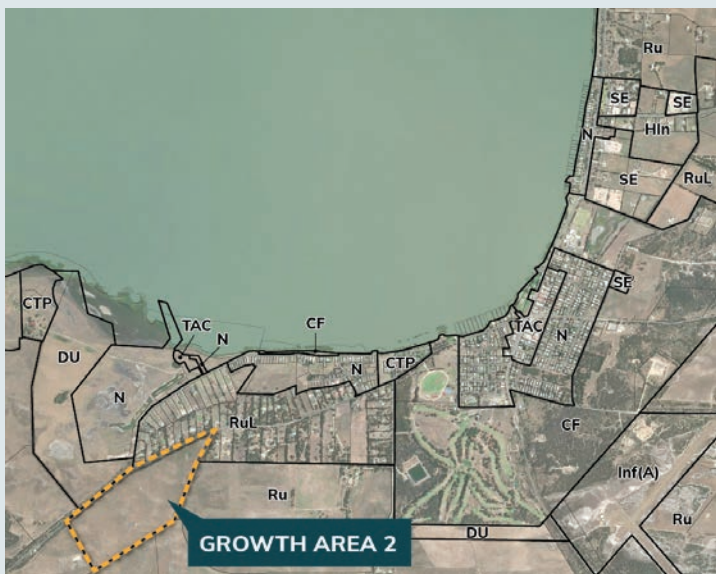 Ru
SE
SE
HIn
N
SE
RuL
SE
CTP
TAC
CF
N
TAC
N
DU
CTP
N
N
RuL
CF
Inf(A)
Ru
Ru
DU
GROWTH AREA 2